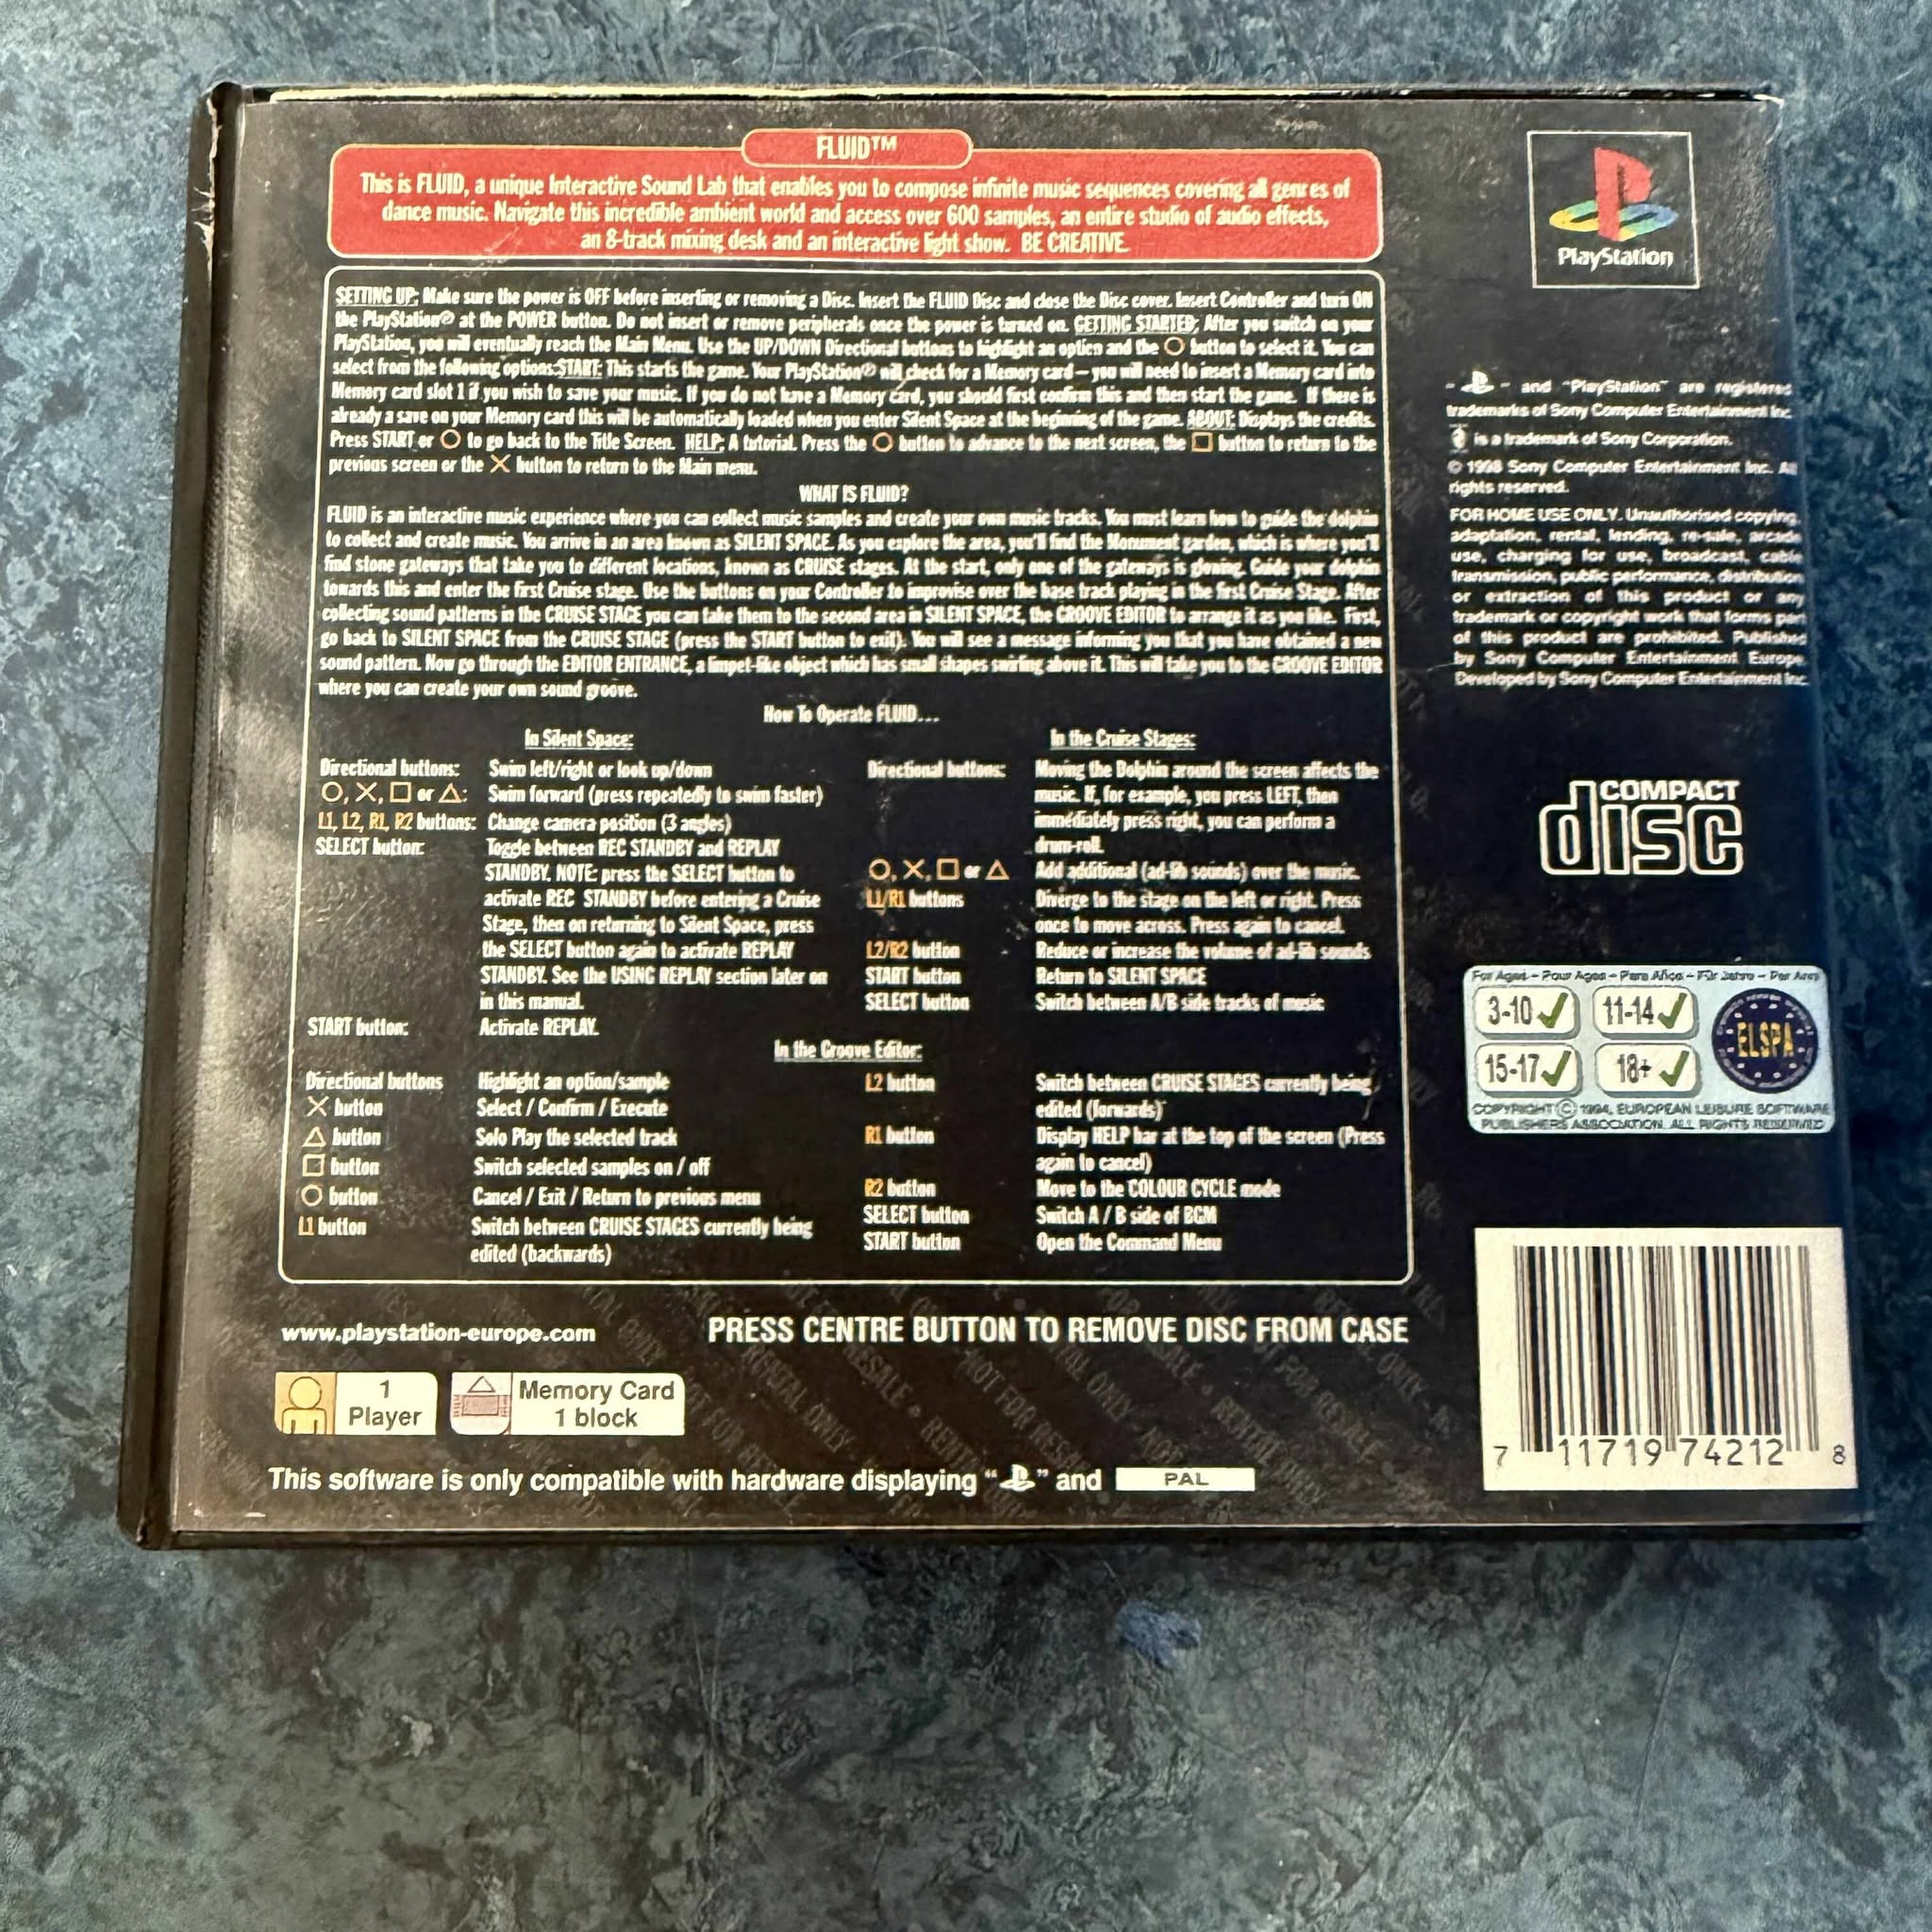 FLUID™
This is FLUID, a unique Interactive Sound Lab that enables you to compose infinite music sequences covering all genres of
dance music. Navigate this incredible ambient world and access over 600 samples, an entire studio of audio effects,
an 8-track mixing desk and an interactive light show. BE CREATIVE.
SETTING UP: Make sure the power is OFF before inserting or removing a Disc. Insert the FLUID Disc and close the Disc cover. Insert Controller and turn ON
the PlayStation® at the POWER button. Do not insert or remove peripherals once the power is turned on. GETTING STARTED: After you switch on your
PlayStation, you will eventually reach the Main Menu. Use the UP/DOWN Directional buttons to highlight an option and the ○ button to select it. You can
select from the following options:START: This starts the game. Your PlayStation® will check for a Memory card – you will need to insert a Memory card into
Memory card slot 1 if you wish to save your music. If you do not have a Memory card, you should first confirm this and then start the game. If there is
already a save on your Memory card this will be automatically loaded when you enter Silent Space at the beginning of the game. ABOUT: Displays the credits.
Press START or ○ to go back to the Title Screen. HELP: A tutorial. Press the ○ button to advance to the next screen, the □ button to return to the
previous screen or the ✕ button to return to the Main menu.
WHAT IS FLUID?
FLUID is an interactive music experience where you can collect music samples and create your own music tracks. You must learn how to guide the dolphin
to collect and create music. You arrive in an area known as SILENT SPACE. As you explore the area, you'll find the Monument garden, which is where you'll
find stone gateways that take you to different locations, known as CRUISE stages. At the start, only one of the gateways is glowing. Guide your dolphin
towards this and enter the first Cruise stage. Use the buttons on your Controller to improvise over the base track playing in the first Cruise Stage. After
collecting sound patterns in the CRUISE STAGE you can take them to the second area in SILENT SPACE, the GROOVE EDITOR to arrange it as you like. First,
go back to SILENT SPACE from the CRUISE STAGE (press the START button to exit). You will see a message informing you that you have obtained a new
sound pattern. Now go through the EDITOR ENTRANCE, a limpet-like object which has small shapes swirling above it. This will take you to the GROOVE EDITOR
where you can create your own sound groove.
How To Operate FLUID...
In Silent Space:
Directional buttons: Swim left/right or look up/down
○, ✕, □ or △: Swim forward (press repeatedly to swim faster)
L1, L2, R1, R2 buttons: Change camera position (3 angles)
SELECT button: Toggle between REC STANDBY and REPLAY
STANDBY. NOTE: press the SELECT button to
activate REC STANDBY before entering a Cruise
Stage, then on returning to Silent Space, press
the SELECT button again to activate REPLAY
STANDBY. See the USING REPLAY section later on
in this manual.
START button: Activate REPLAY.
In the Cruise Stages:
Directional buttons: Moving the Dolphin around the screen affects the
music. If, for example, you press LEFT, then
immediately press right, you can perform a
drum-roll.
○, ✕, □ or △ Add additional (ad-lib sounds) over the music.
L1/R1 buttons Diverge to the stage on the left or right. Press
once to move across. Press again to cancel.
L2/R2 button Reduce or increase the volume of ad-lib sounds
START button Return to SILENT SPACE
SELECT button Switch between A/B side tracks of music
In the Groove Editor:
Directional buttons Highlight an option/sample
✕ button Select / Confirm / Execute
△ button Solo Play the selected track
□ button Switch selected samples on / off
○ button Cancel / Exit / Return to previous menu
L1 button Switch between CRUISE STAGES currently being
edited (backwards)
L2 button Switch between CRUISE STAGES currently being
edited (forwards)
R1 button Display HELP bar at the top of the screen (Press
again to cancel)
R2 button Move to the COLOUR CYCLE mode
SELECT button Switch A / B side of BGM
START button Open the Command Menu
www.playstation-europe.com
PRESS CENTRE BUTTON TO REMOVE DISC FROM CASE
1
Player
Memory Card
1 block
This software is only compatible with hardware displaying " " and PAL
PlayStation
" " and "PlayStation" are registered
trademarks of Sony Computer Entertainment Inc.
is a trademark of Sony Corporation.
© 1998 Sony Computer Entertainment Inc. All
rights reserved.
FOR HOME USE ONLY. Unauthorised copying,
adaptation, rental, lending, re-sale, arcade
use, charging for use, broadcast, cable
transmission, public performance, distribution
or extraction of this product or any
trademark or copyright work that forms part
of this product are prohibited. Published
by Sony Computer Entertainment Europe.
Developed by Sony Computer Entertainment Inc.
COMPACT
disc
For Ages – Pour Ages – Para Años – Für Jahre – Per Anni
3-10 11-14
15-17 18+
ELSPA
COPYRIGHT © 1994, EUROPEAN LEISURE SOFTWARE
PUBLISHERS ASSOCIATION. ALL RIGHTS RESERVED
7 11719 74212 8